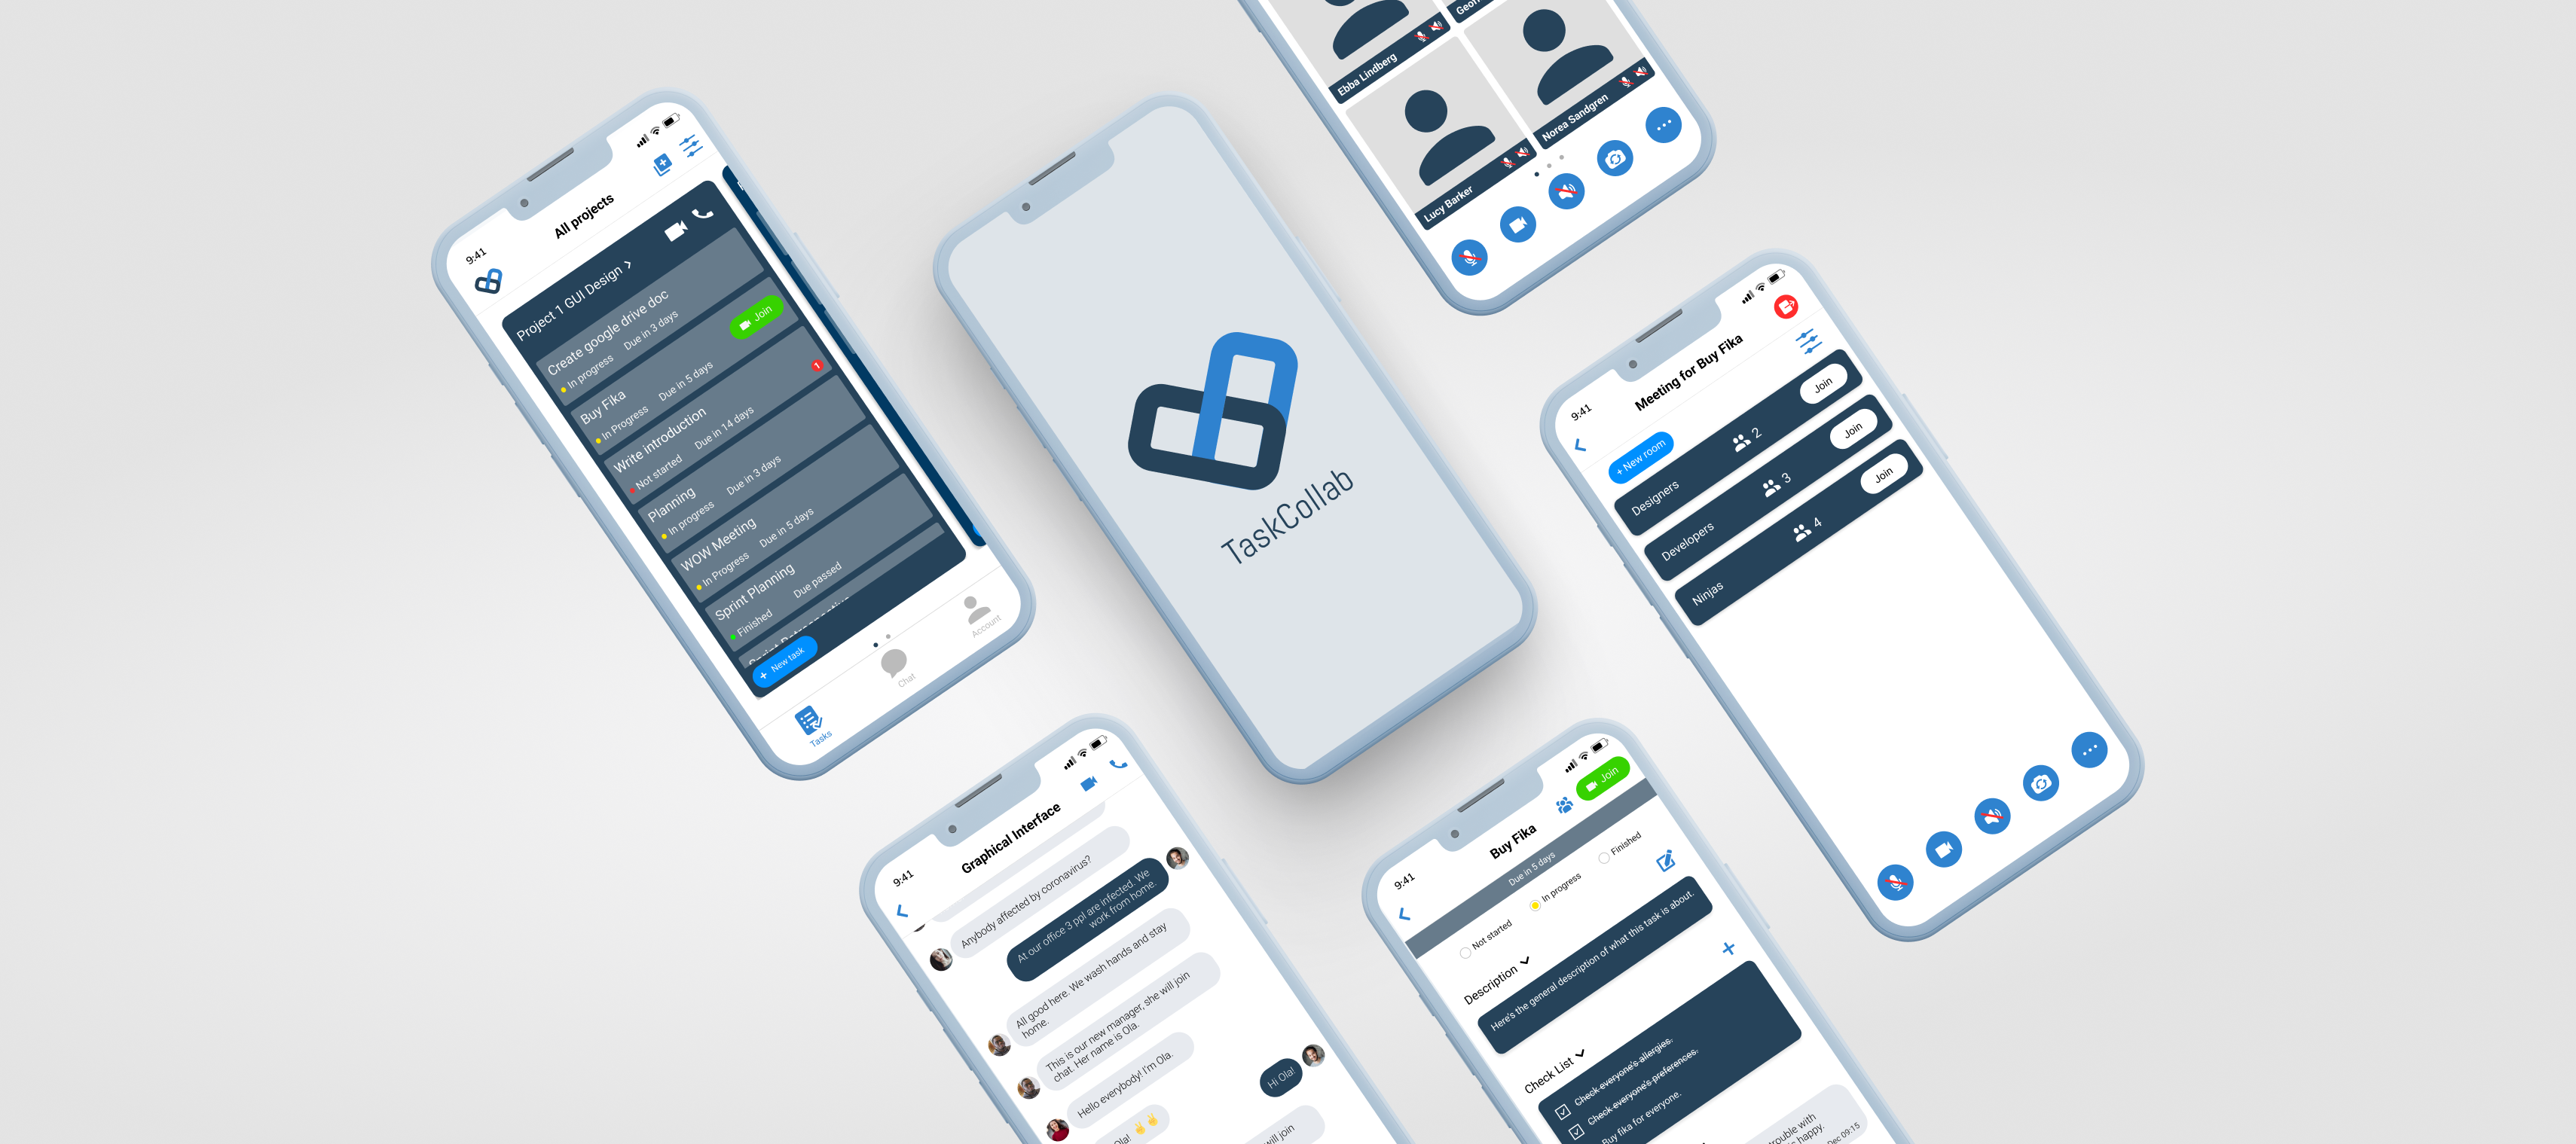 9:41
All projects
Project 1 GUI Design
Create google drive doc
In progress Due in 3 days
Buy Fika
In Progress Due in 5 days
Join
Write introduction
Not started Due in 14 days
Planning
In progress Due in 3 days
WOW Meeting
In Progress Due in 5 days
Sprint Planning
Finished Due passed
+ New task
Tasks
Chat
Account
TaskCollab
Ebba Lindberg
Lucy Barker
Norea Sandgren
9:41
Meeting for Buy Fika
+ New room
Designers 2 Join
Developers 3 Join
Ninjas 4 Join
9:41
Graphical Interface
Anybody affected by coronavirus?
At our office 3 ppl are infected. We
work from home.
All good here. We wash hands and stay
home.
This is our new manager, she will join
chat. Her name is Ola.
Hello everybody! I'm Ola.
Hi Ola!
Ola! ✌️✌️
will join
9:41
Buy Fika
Join
Due in 5 days
Not started
In progress
Finished
Description
Here's the general description of what this task is about.
Check List
Check everyone's allergies.
Check everyone's preferences.
Buy fika for everyone.
trouble with
happy.
Dec 09:15